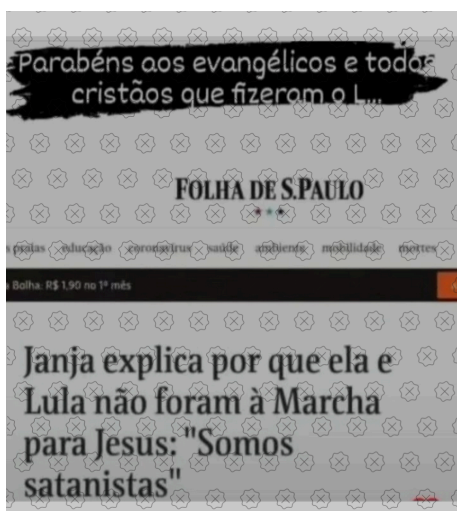 Parabéns aos evangélicos e todos
cristãos que fizeram o L...
FOLHA DE S.PAULO
praias educação coronavírus saúde ambiente mobilidade mortes
a Bolha: R$ 1,90 no 1º mês
Janja explica por que ela e
Lula não foram à Marcha
para Jesus: "Somos
satanistas"